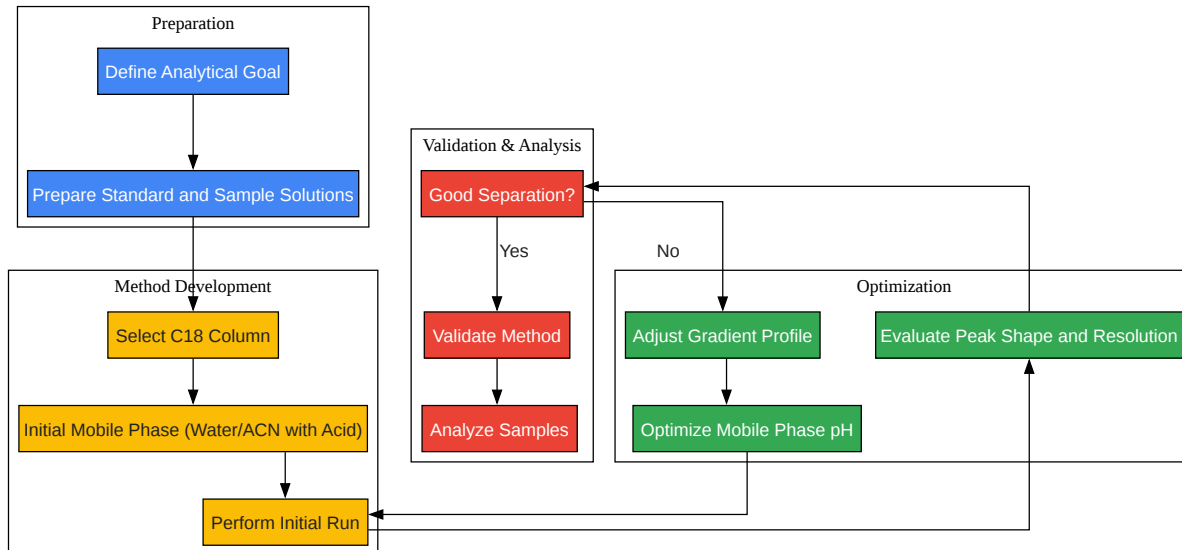 Preparation
Define Analytical Goal
Prepare Standard and Sample Solutions
Method Development
Select C18 Column
Initial Mobile Phase (Water/ACN with Acid)
Perform Initial Run
Validation & Analysis
Good Separation?
Yes
No
Validate Method
Analyze Samples
Optimization
Adjust Gradient Profile
Evaluate Peak Shape and Resolution
Optimize Mobile Phase pH